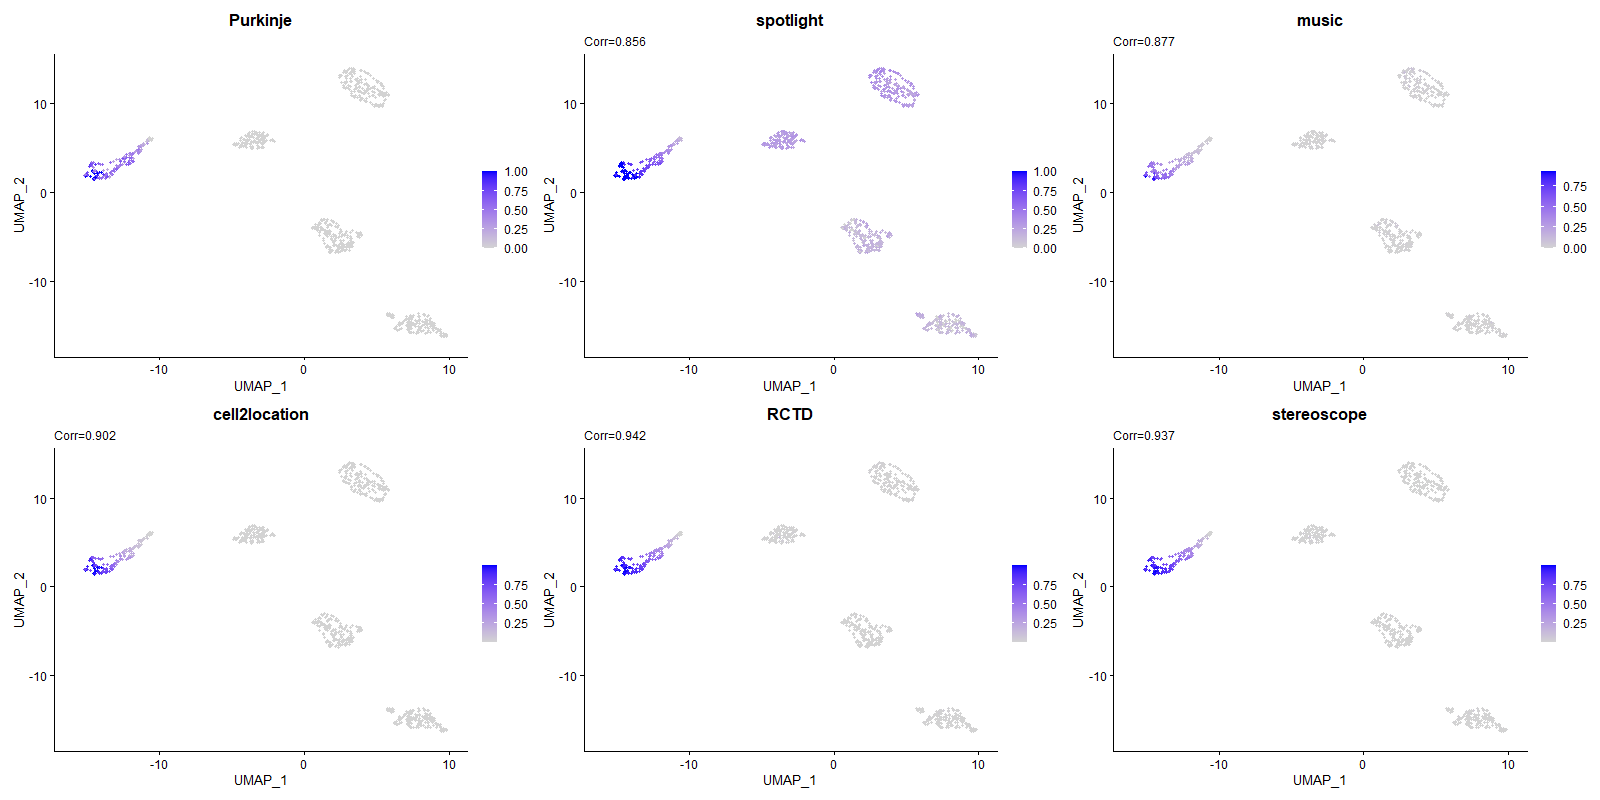 Purkinje
10
0
-10
UMAP_2
-10
0
10
UMAP_1
1.00
0.75
0.50
0.25
0.00
spotlight
Corr=0.856
10
0
-10
UMAP_2
-10
0
10
UMAP_1
1.00
0.75
0.50
0.25
0.00
music
Corr=0.877
10
0
-10
UMAP_2
-10
0
10
UMAP_1
0.75
0.50
0.25
0.00
cell2location
Corr=0.902
10
0
-10
UMAP_2
-10
0
10
UMAP_1
0.75
0.50
0.25
RCTD
Corr=0.942
10
0
-10
UMAP_2
-10
0
10
UMAP_1
0.75
0.50
0.25
stereoscope
Corr=0.937
10
0
-10
UMAP_2
-10
0
10
UMAP_1
0.75
0.50
0.25